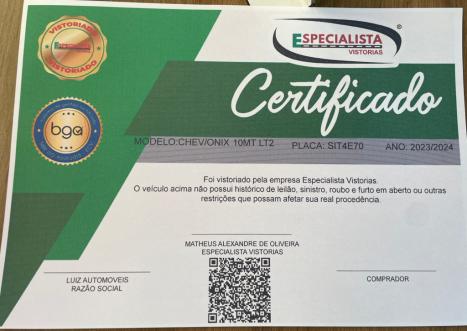 ESPECIALISTA
VISTORIAS
VISTORIADO
VISTORIADO
Certificado
bga
MODELO:CHEV/ONIX 10MT LT2 PLACA: SIT4E70 ANO: 2023/2024
Foi vistoriado pela empresa Especialista Vistorias.
O veículo acima não possui histórico de leilão, sinistro, roubo e furto em aberto ou outras
restrições que possam afetar sua real procedência.
MATHEUS ALEXANDRE DE OLIVEIRA
ESPECIALISTA VISTORIAS
LUIZ AUTOMOVEIS
RAZÃO SOCIAL
COMPRADOR